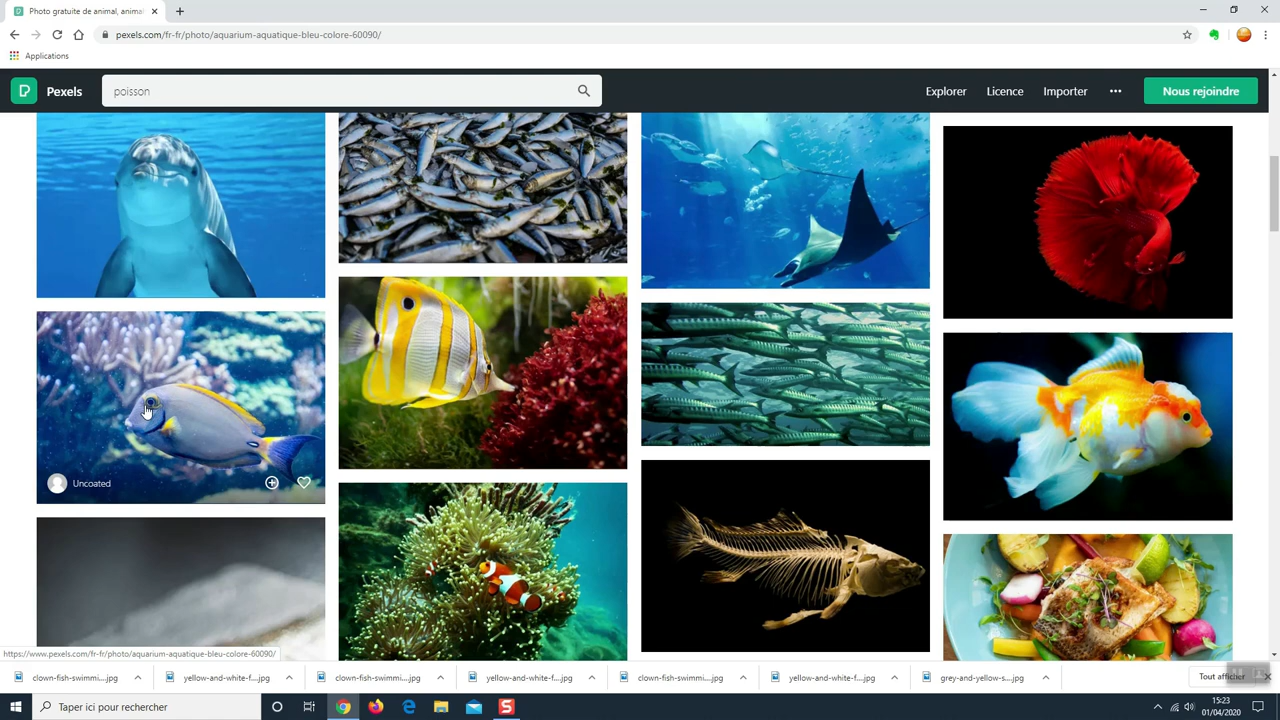 Photo gratuite de animal, animal
pexels.com/fr-fr/photo/aquarium-aquatique-bleu-colore-60090/
Applications
Pexels
poisson
Explorer
Licence
Importer
Nous rejoindre
Uncoated
https://www.pexels.com/fr-fr/photo/aquarium-aquatique-bleu-colore-60090/
clown-fish-swimmi....jpg
yellow-and-white-f....jpg
clown-fish-swimmi....jpg
yellow-and-white-f....jpg
clown-fish-swimmi....jpg
yellow-and-white-f....jpg
grey-and-yellow-s....jpg
Tout afficher
Taper ici pour rechercher
15:23
01/04/2020